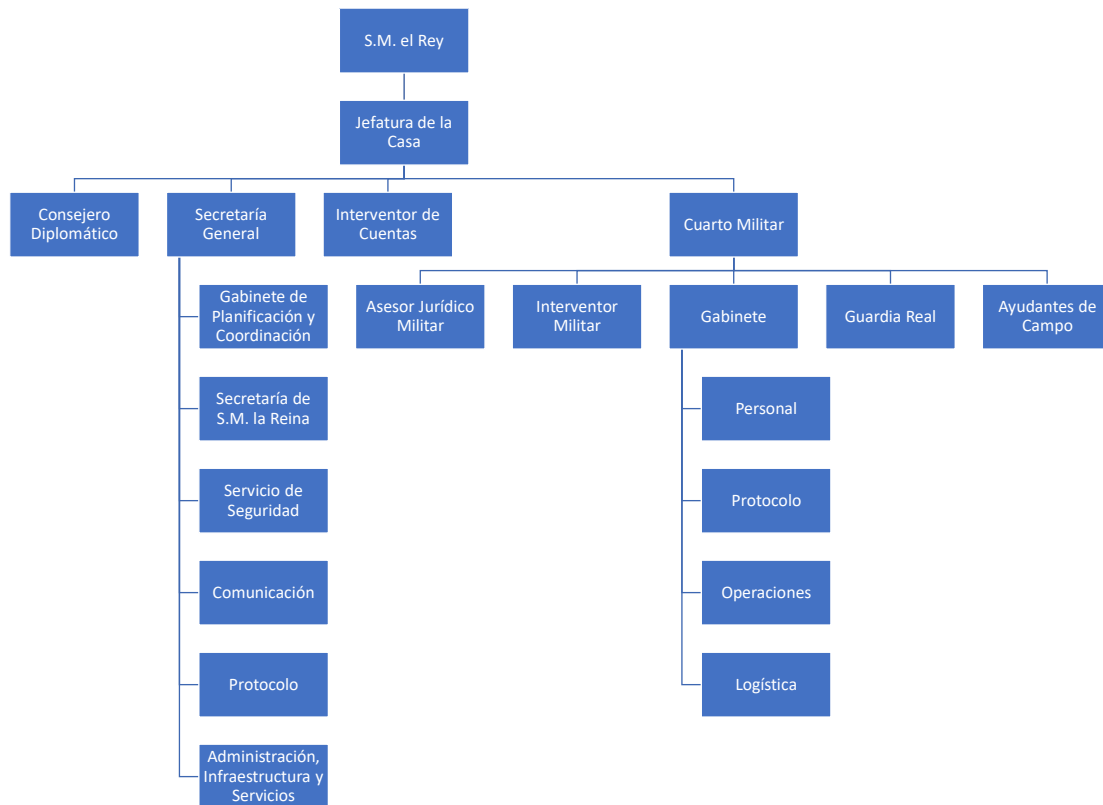 S.M. el Rey
Jefatura de la
Casa
Consejero
Diplomático
Secretaría
General
Interventor de
Cuentas
Cuarto Militar
Gabinete de
Planificación y
Coordinación
Secretaría de
S.M. la Reina
Servicio de
Seguridad
Comunicación
Protocolo
Administración,
Infraestructura y
Servicios
Asesor Jurídico
Militar
Interventor
Militar
Gabinete
Guardia Real
Ayudantes de
Campo
Personal
Protocolo
Operaciones
Logística